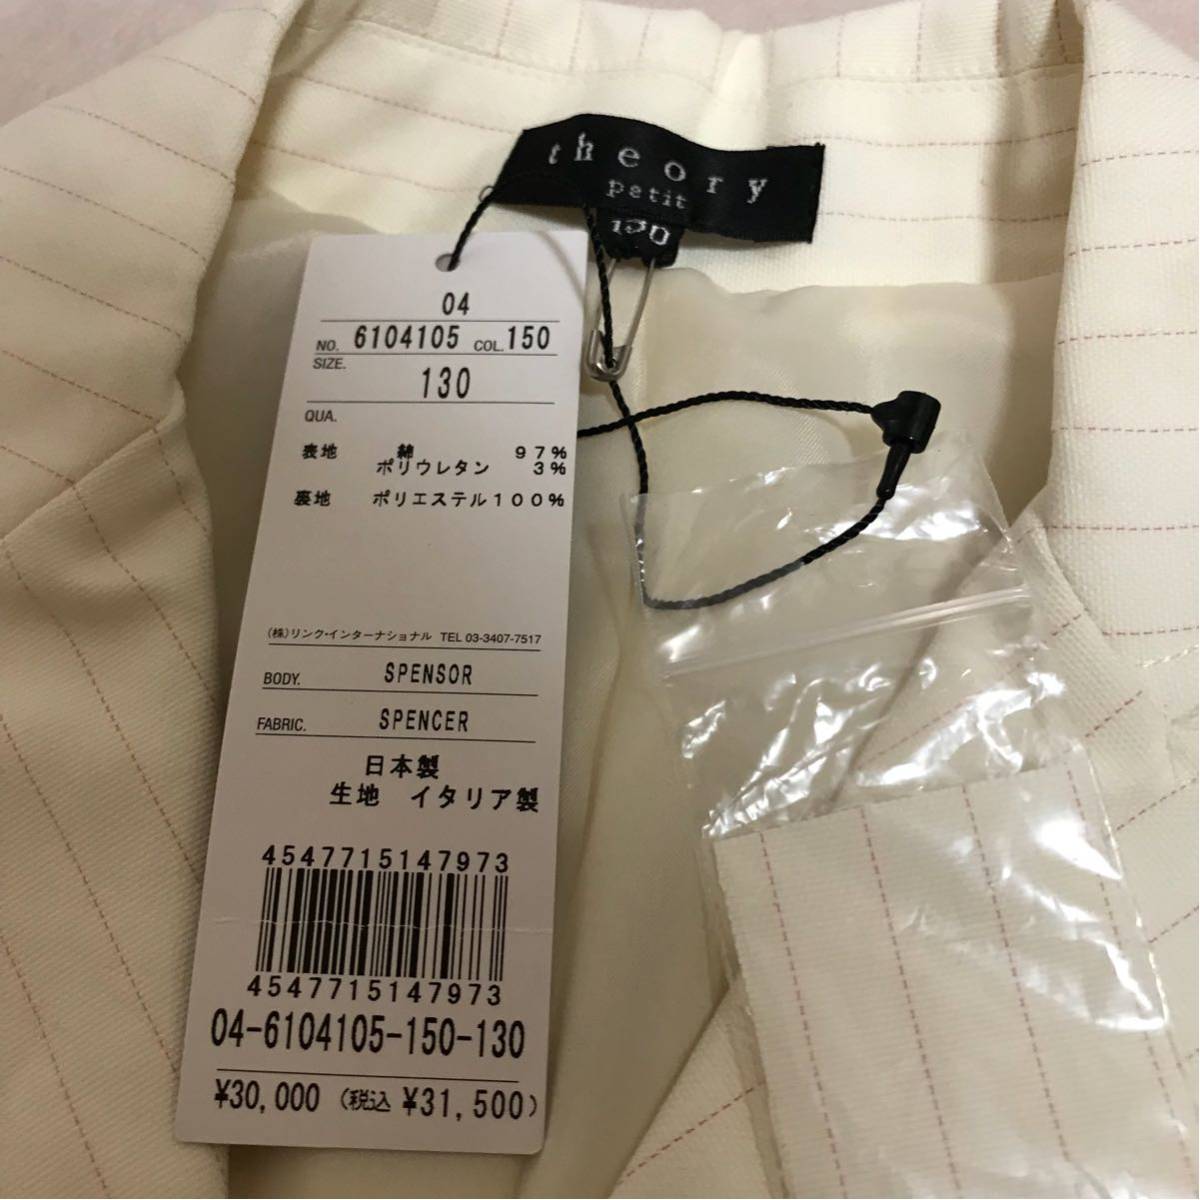 theory
petit
130
04
NO. 6104105 COL. 150
SIZE.
130
QUA.
表地 綿 97%
ポリウレタン 3%
裏地 ポリエステル100%
(株)リンク・インターナショナル TEL 03-3407-7517
BODY. SPENSOR
FABRIC. SPENCER
日本製
生地 イタリア製
4547715147973
4547715147973
04-6104105-150-130
¥30,000 (税込 ¥31,500)